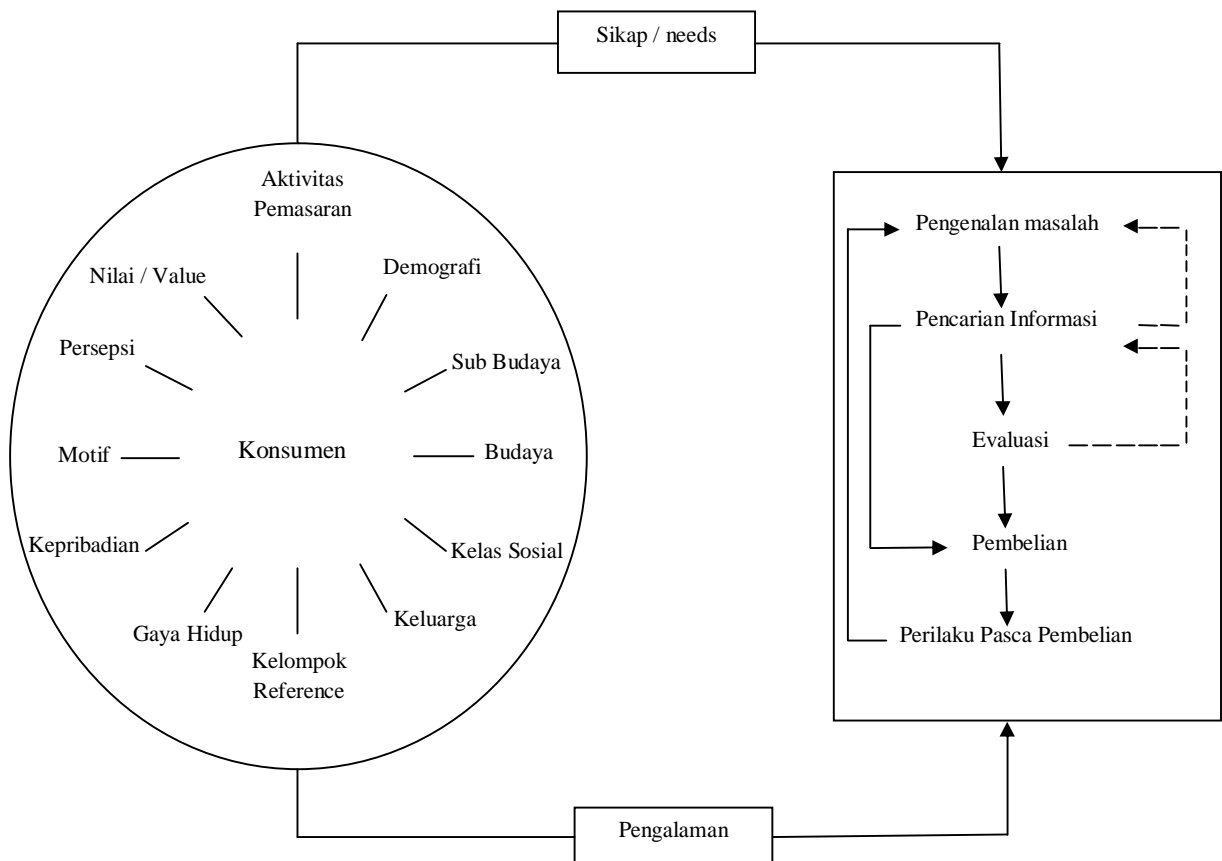 Sikap / needs
Aktivitas
Pemasaran
Nilai / Value
Demografi
Persepsi
Sub Budaya
Motif
Konsumen
Budaya
Kepribadian
Kelas Sosial
Gaya Hidup
Keluarga
Kelompok
Reference
Pengenalan masalah
Pencarian Informasi
Evaluasi
Pembelian
Perilaku Pasca Pembelian
Pengalaman